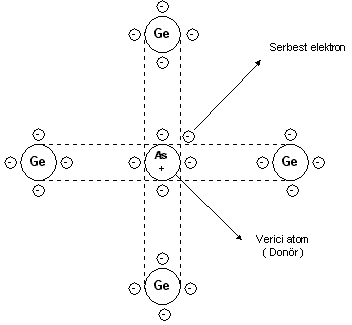 Ge
Serbest elektron
Ge
As
+
Ge
Verici atom
( Donör )
Ge